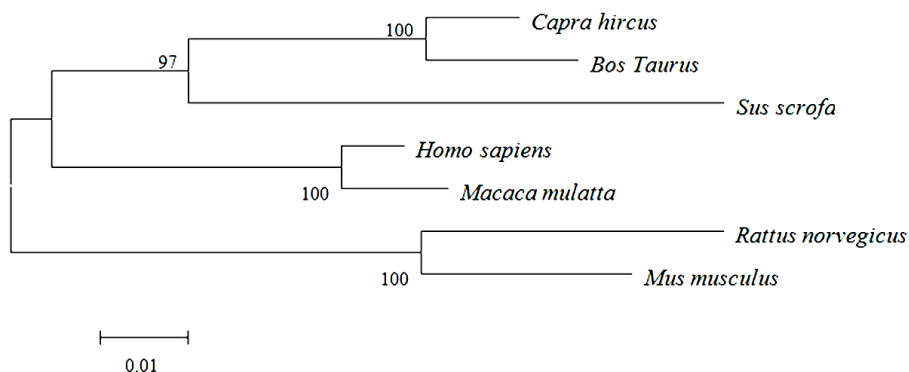 Capra hircus
100
Bos Taurus
97
Sus scrofa
Homo sapiens
100
Macaca mulatta
Rattus norvegicus
100
Mus musculus
0.01